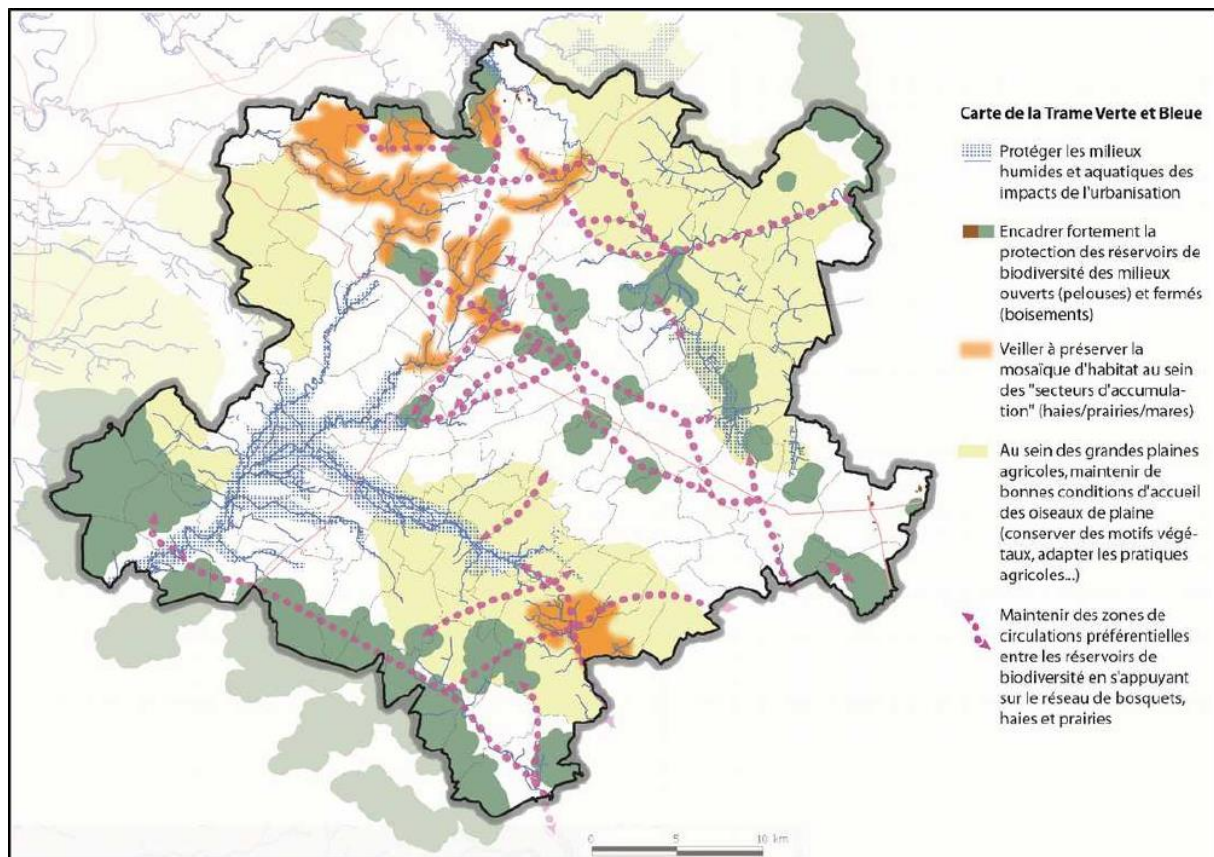 Carte de la Trame Verte et Bleue
Protéger les milieux
humides et aquatiques des
impacts de l'urbanisation
Encadrer fortement la
protection des réservoirs de
biodiversité des milieux
ouverts (pelouses) et fermés
(boisements)
Veiller à préserver la
mosaïque d'habitat au sein
des "secteurs d'accumula-
tion" (haies/prairies/mares)
Au sein des grandes plaines
agricoles, maintenir de
bonnes conditions d'accueil
des oiseaux de plaine
(conserver des motifs végé-
taux, adapter les pratiques
agricoles...)
Maintenir des zones de
circulations préférentielles
entre les réservoirs de
biodiversité en s'appuyant
sur le réseau de bosquets,
haies et prairies
0 5 10 km